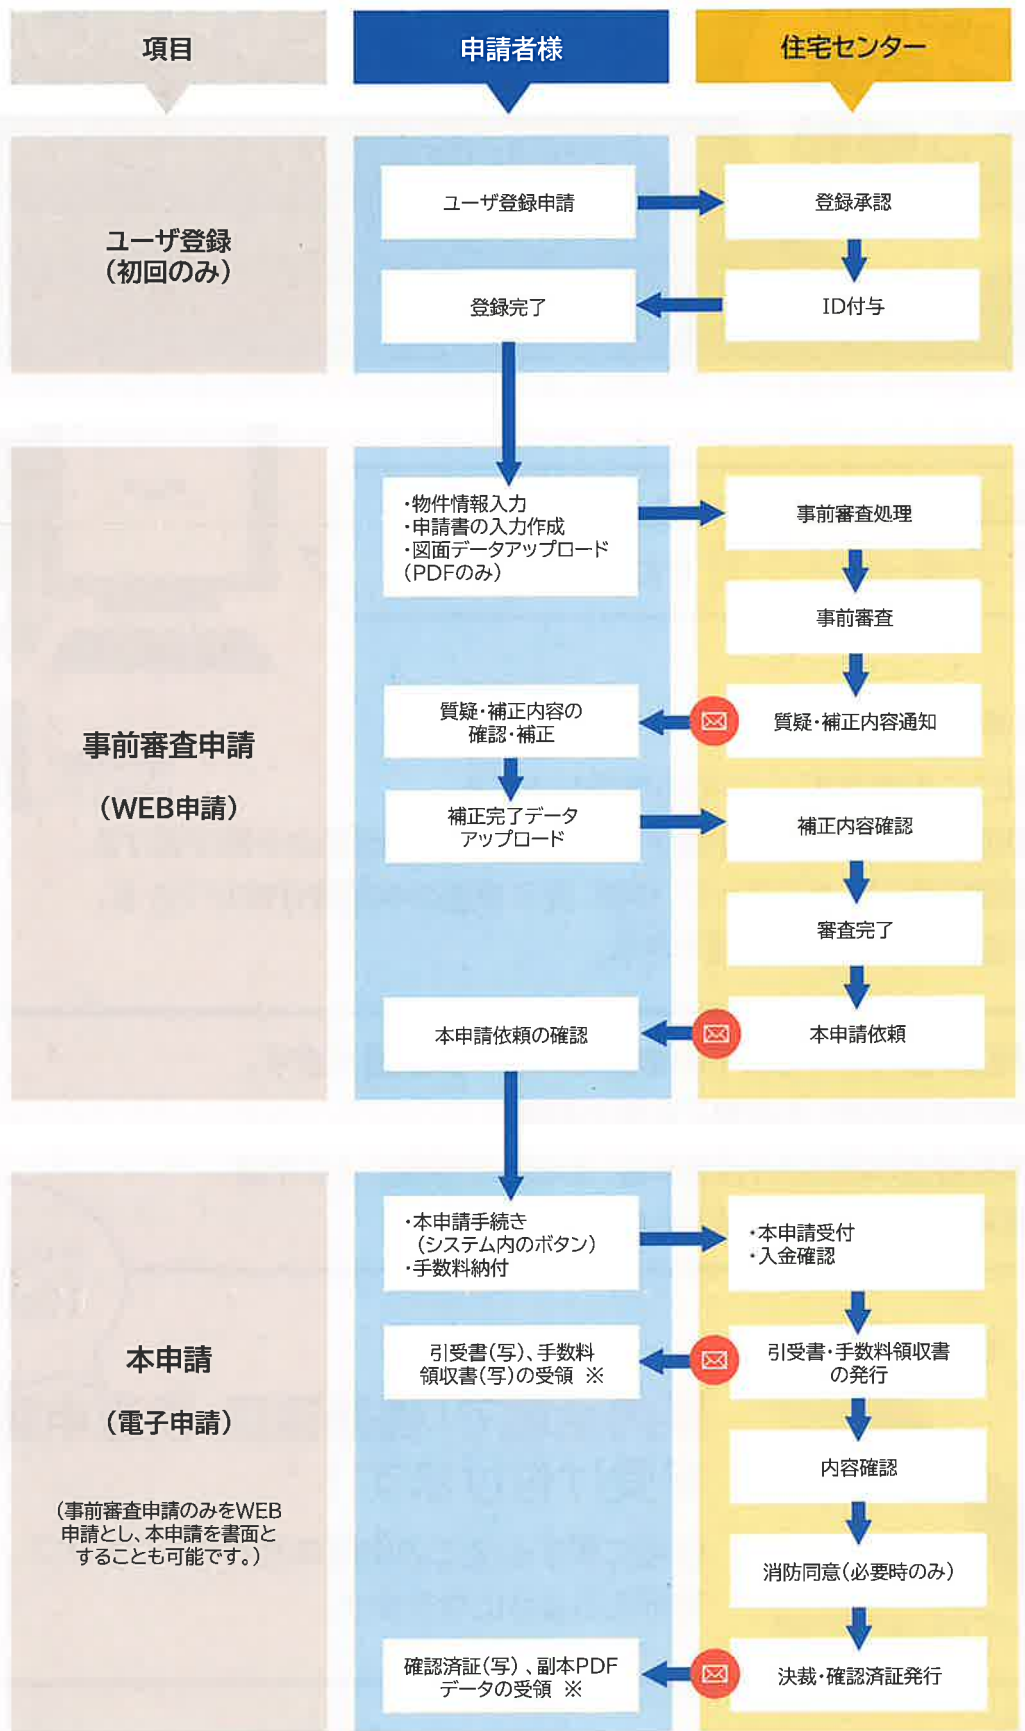 項目
申請者様
住宅センター
ユーザ登録
（初回のみ）
ユーザ登録申請
登録承認
登録完了
ID付与
事前審査申請
（WEB申請）
・物件情報入力
・申請書の入力作成
・図面データアップロード
（PDFのみ）
事前審査処理
事前審査
質疑・補正内容の
確認・補正
質疑・補正内容通知
補正完了データ
アップロード
補正内容確認
審査完了
本申請依頼の確認
本申請依頼
本申請
（電子申請）
（事前審査申請のみをWEB
申請とし、本申請を書面と
することも可能です。）
・本申請手続き
（システム内のボタン）
・手数料納付
・本申請受付
・入金確認
引受書（写）、手数料
領収書（写）の受領 ※
引受書・手数料領収書
の発行
内容確認
消防同意（必要時のみ）
確認済証（写）、副本PDF
データの受領 ※
決裁・確認済証発行